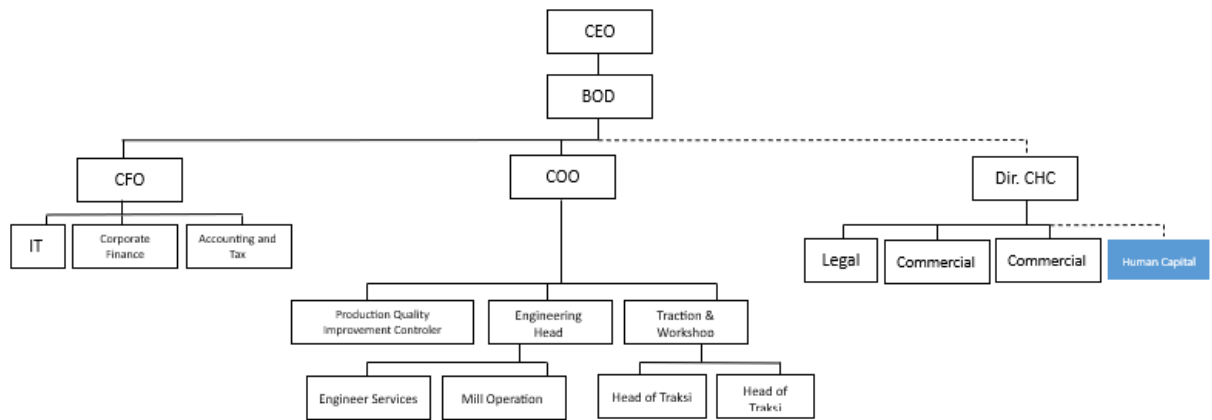 CEO
BOD
CFO
COO
Dir. CHC
IT
Corporate
Finance
Accounting and
Tax
Legal
Commercial
Commercial
Human Capital
Production Quality
Improvement Controler
Engineering
Head
Traction &
Workshop
Engineer Services
Mill Operation
Head of Traksi
Head of
Traksi